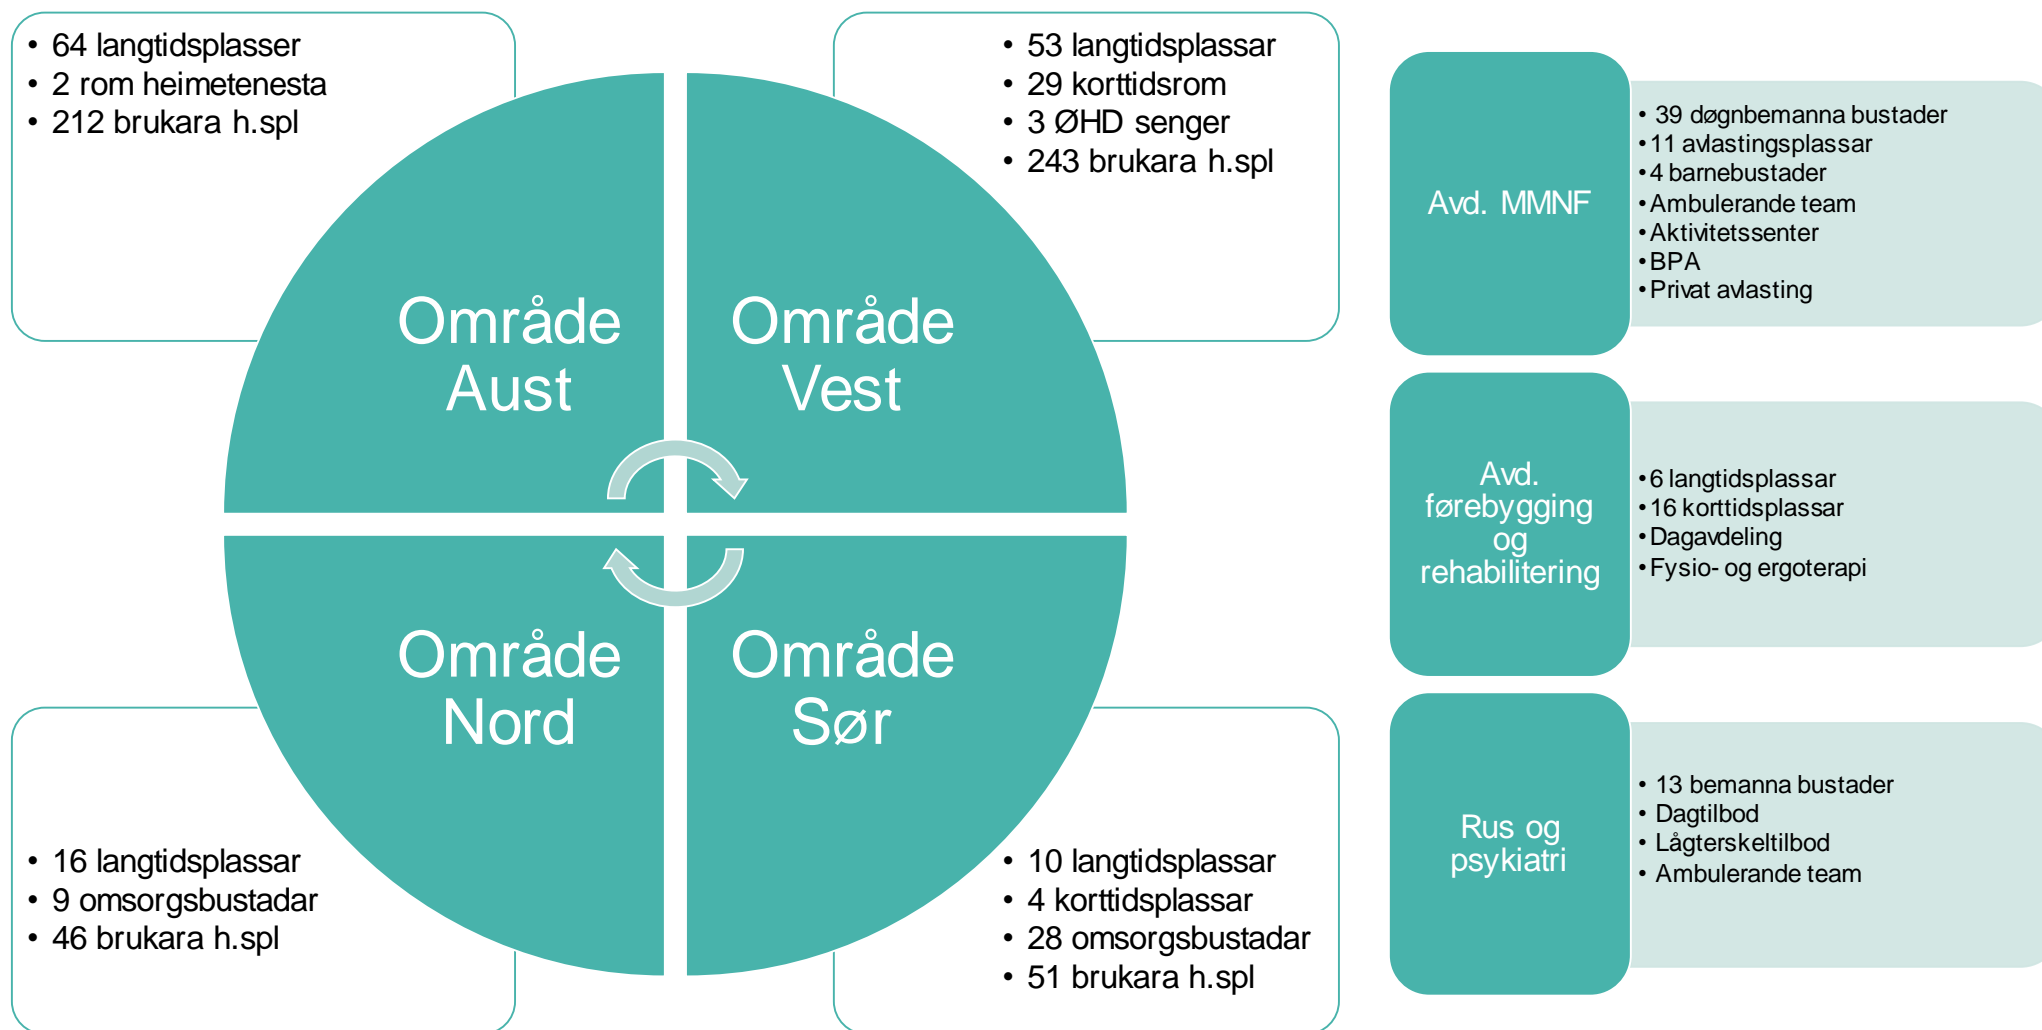 • 64 langtidsplasser
• 2 rom heimetenesta
• 212 brukara h.spl
• 53 langtidsplassar
• 29 korttidsrom
• 3 ØHD senger
• 243 brukara h.spl
Område
Aust
Område
Vest
Område
Nord
Område
Sør
• 16 langtidsplassar
• 9 omsorgsbustadar
• 46 brukara h.spl
• 10 langtidsplassar
• 4 korttidsplassar
• 28 omsorgsbustadar
• 51 brukara h.spl
Avd. MMNF
• 39 døgnbemanna bustader
• 11 avlastingsplassar
• 4 barnebustader
• Ambulerande team
• Aktivitetssenter
• BPA
• Privat avlasting
Avd.
førebygging
og
rehabilitering
• 6 langtidsplassar
• 16 korttidsplassar
• Dagavdeling
• Fysio- og ergoterapi
Rus og
psykiatri
• 13 bemanna bustader
• Dagtilbod
• Lågterskeltilbod
• Ambulerande team